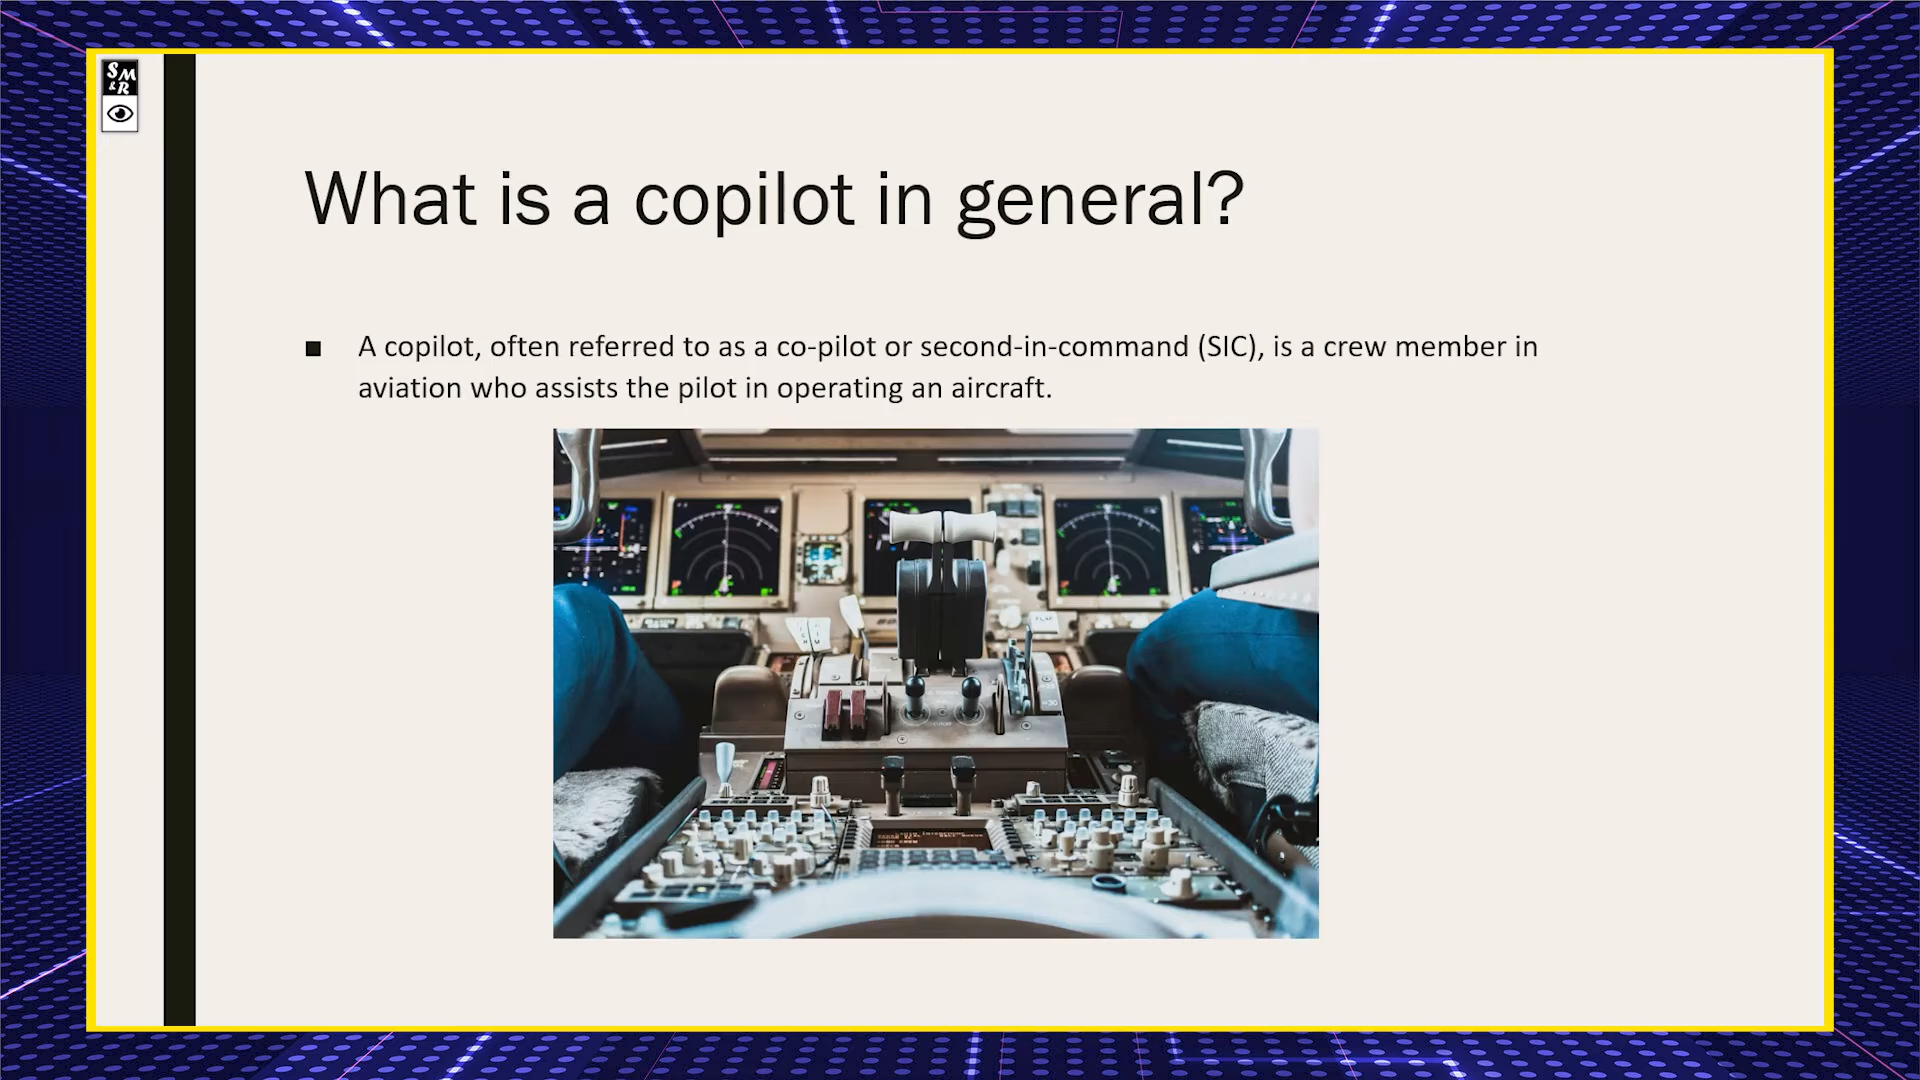 S M
& R
What is a copilot in general?
■ A copilot, often referred to as a co-pilot or second-in-command (SIC), is a crew member in
aviation who assists the pilot in operating an aircraft.
FLAP